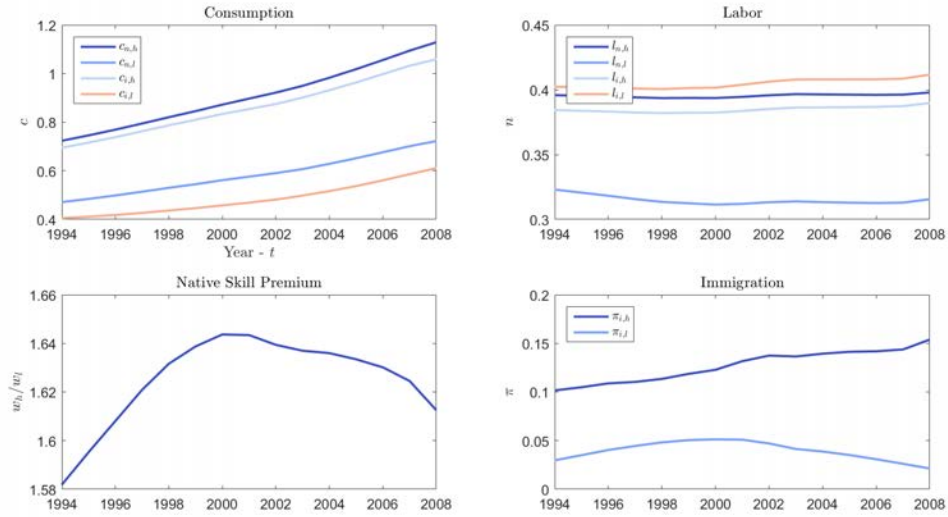 Consumption
1.2
1
0.8
0.6
0.4
c
c_{n,h}
c_{n,l}
c_{i,h}
c_{i,l}
1994 1996 1998 2000 2002 2004 2006 2008
Year - t
Labor
0.45
0.4
0.35
0.3
n
l_{n,h}
l_{n,l}
l_{i,h}
l_{i,l}
1994 1996 1998 2000 2002 2004 2006 2008
Native Skill Premium
1.66
1.64
1.62
1.6
1.58
w_h/w_l
1994 1996 1998 2000 2002 2004 2006 2008
Immigration
0.2
0.15
0.1
0.05
0
π̄
π_{i,h}
π_{i,l}
1994 1996 1998 2000 2002 2004 2006 2008